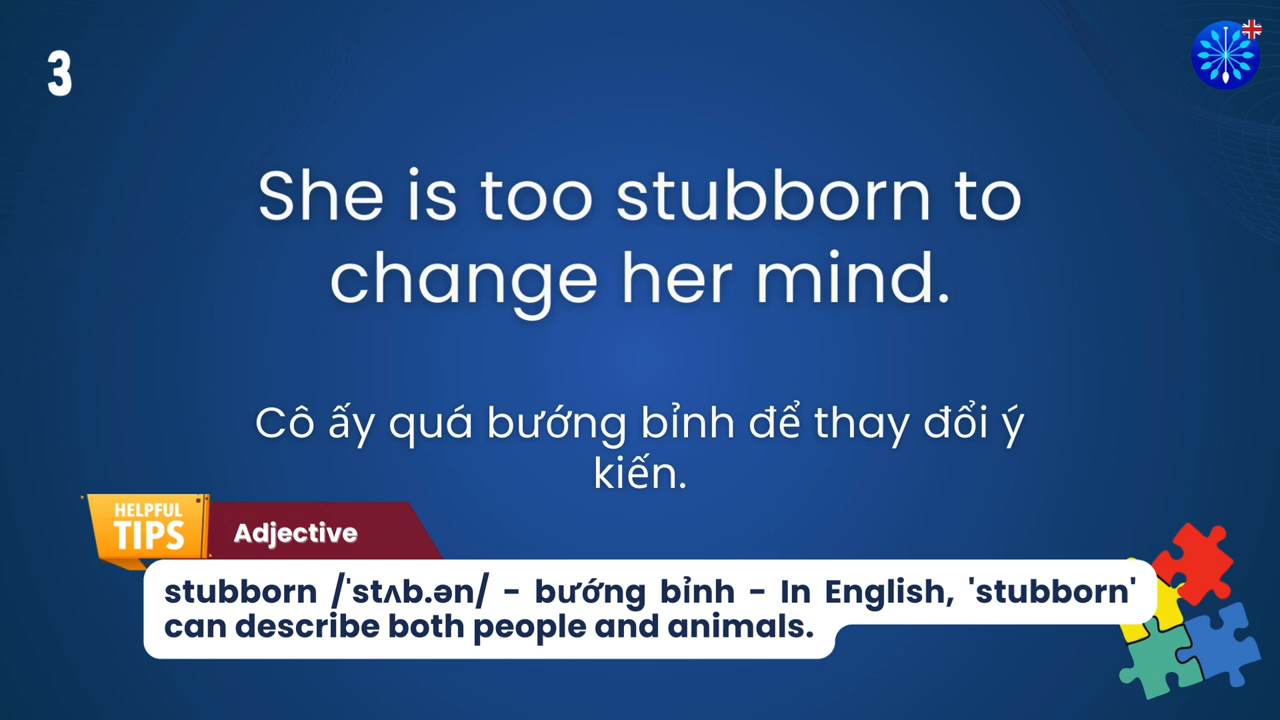 3
She is too stubborn to
change her mind.
Cô ấy quá bướng bỉnh để thay đổi ý
kiến.
HELPFUL
TIPS
Adjective
stubborn /ˈstʌb.ən/ - bướng bỉnh - In English, 'stubborn'
can describe both people and animals.